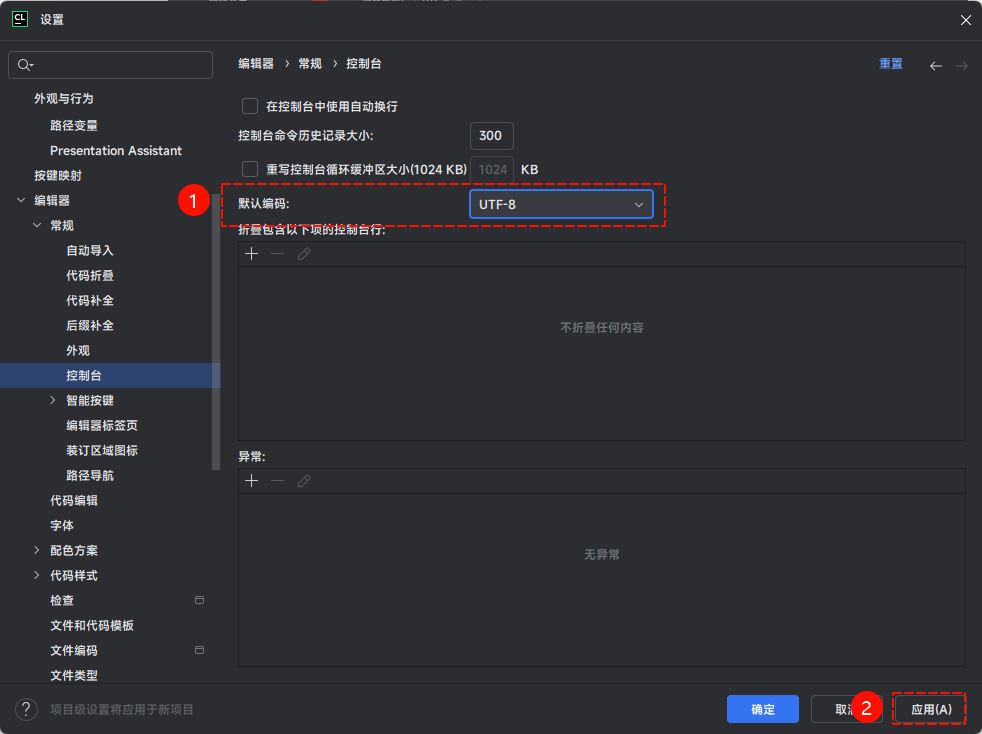 CL 设置
编辑器 › 常规 › 控制台 重置
外观与行为
路径变量
Presentation Assistant
按键映射
编辑器
常规
自动导入
代码折叠
代码补全
后缀补全
外观
控制台
智能按键
编辑器标签页
装订区域图标
路径导航
代码编辑
字体
配色方案
代码样式
检查
文件和代码模板
文件编码
文件类型
在控制台中使用自动换行
控制台命令历史记录大小: 300
重写控制台循环缓冲区大小(1024 KB) 1024 KB
1
默认编码: UTF-8
折叠包含以下项的控制台行:
不折叠任何内容
异常:
无异常
? 项目级设置将应用于新项目
确定 取 2 应用(A)